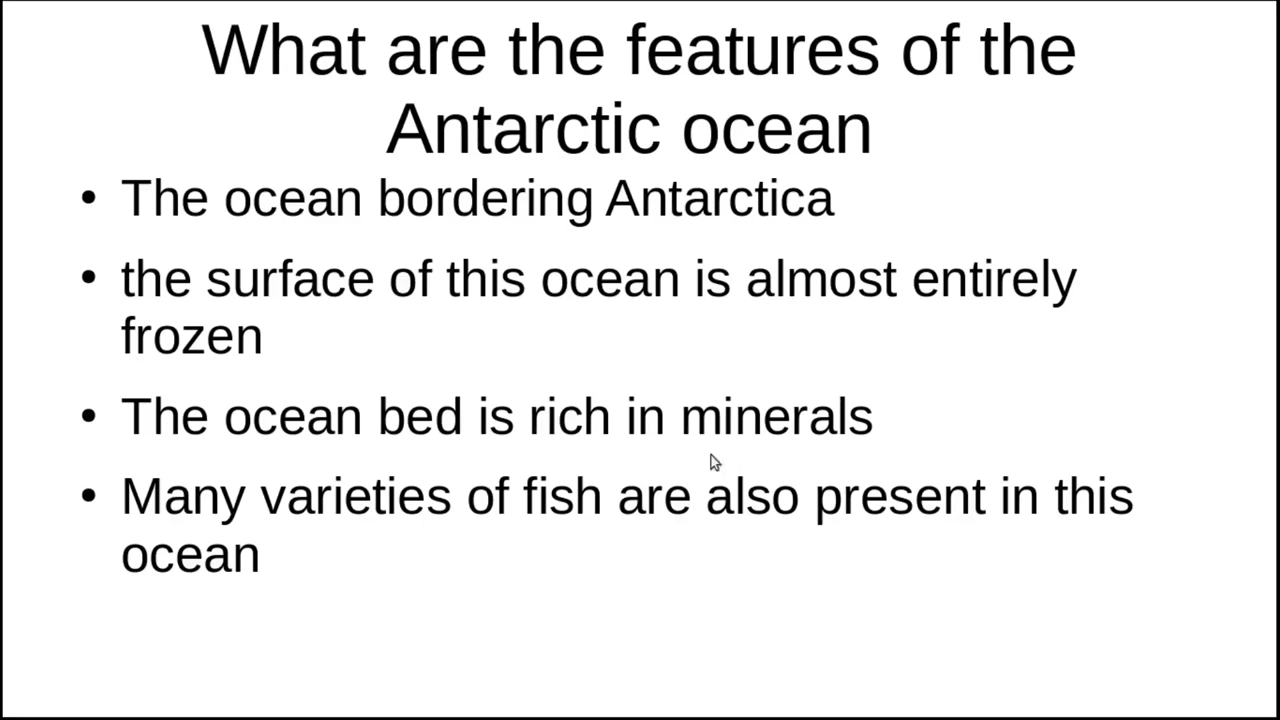 What are the features of the
Antarctic ocean
• The ocean bordering Antarctica
• the surface of this ocean is almost entirely
frozen
• The ocean bed is rich in minerals
• Many varieties of fish are also present in this
ocean